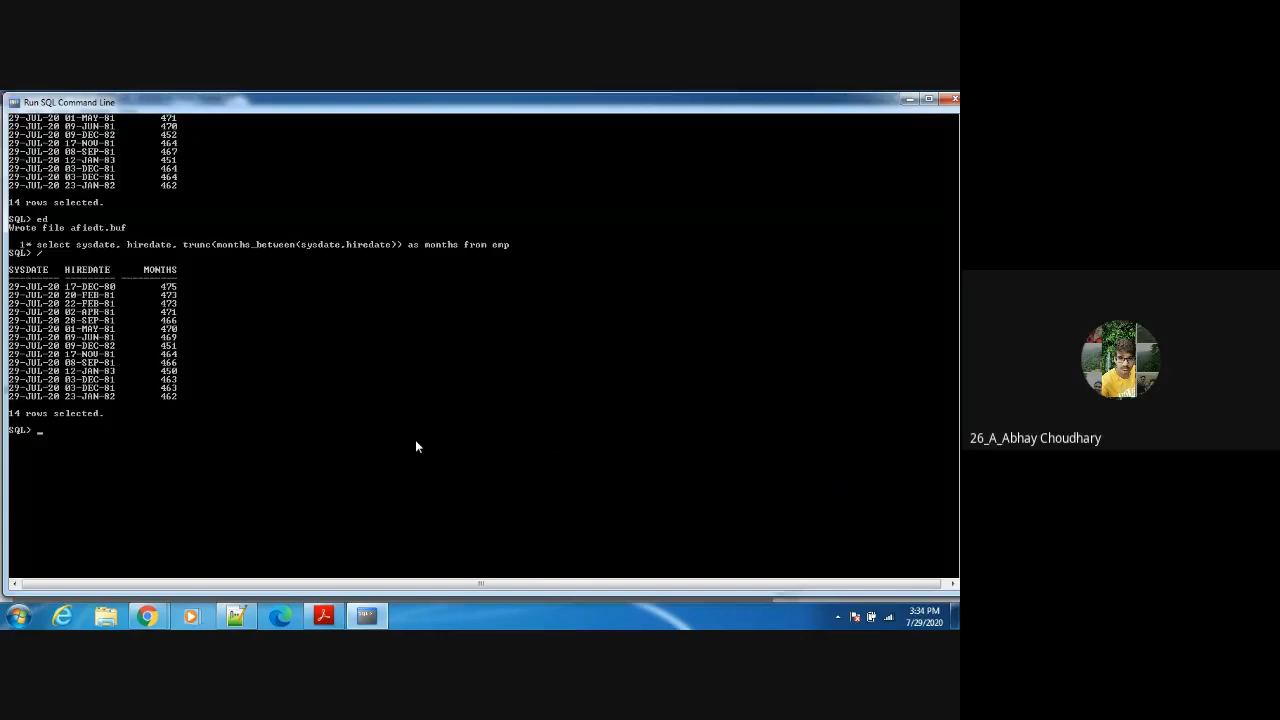 Run SQL Command Line
29-JUL-20 01-MAY-81 471
29-JUL-20 09-JUN-81 470
29-JUL-20 09-DEC-82 452
29-JUL-20 17-NOV-81 464
29-JUL-20 08-SEP-81 467
29-JUL-20 12-JAN-83 451
29-JUL-20 03-DEC-81 464
29-JUL-20 03-DEC-81 464
29-JUL-20 23-JAN-82 462
14 rows selected.
SQL> ed
Wrote file afiedt.buf
1* select sysdate, hiredate, trunc(months_between(sysdate,hiredate)) as months from emp
SQL> /
SYSDATE HIREDATE MONTHS
29-JUL-20 17-DEC-80 475
29-JUL-20 20-FEB-81 473
29-JUL-20 22-FEB-81 473
29-JUL-20 02-APR-81 471
29-JUL-20 28-SEP-81 466
29-JUL-20 01-MAY-81 470
29-JUL-20 09-JUN-81 469
29-JUL-20 09-DEC-82 451
29-JUL-20 17-NOV-81 464
29-JUL-20 08-SEP-81 466
29-JUL-20 12-JAN-83 450
29-JUL-20 03-DEC-81 463
29-JUL-20 03-DEC-81 463
29-JUL-20 23-JAN-82 462
14 rows selected.
SQL> _
26_A_Abhay Choudhary
3:34 PM
7/29/2020